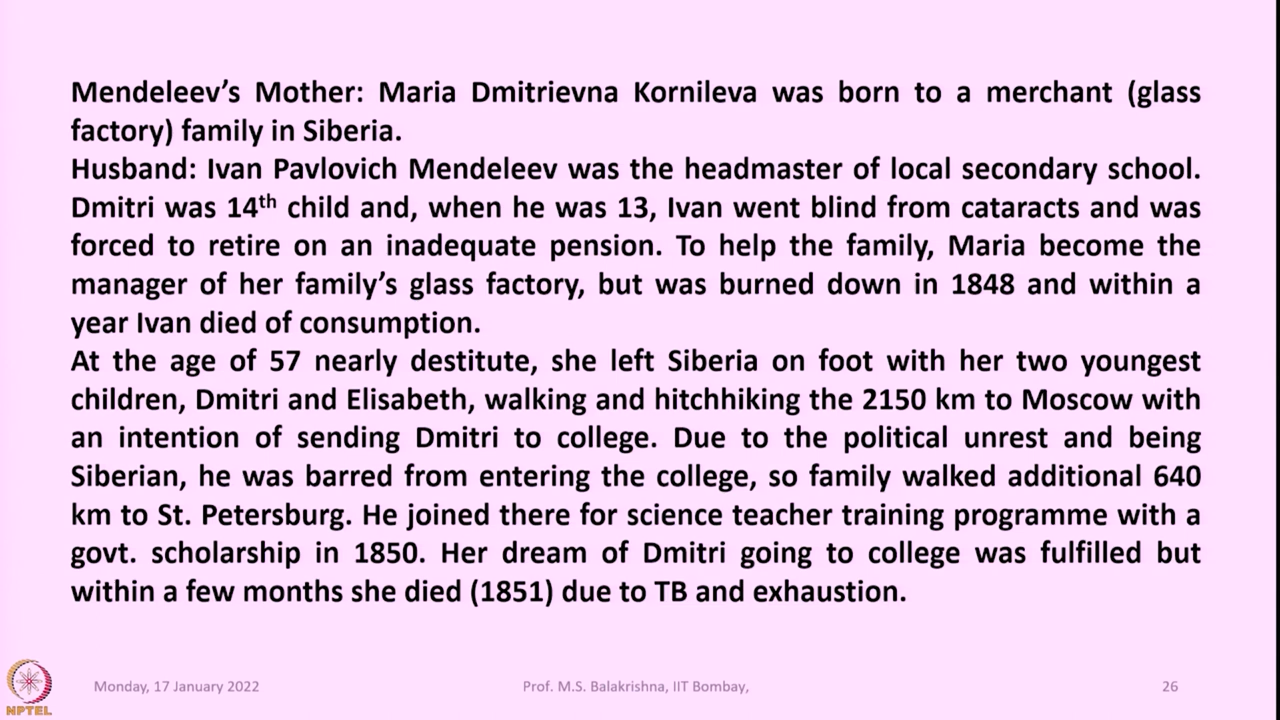 Mendeleev’s Mother: Maria Dmitrievna Kornileva was born to a merchant (glass
factory) family in Siberia.
Husband: Ivan Pavlovich Mendeleev was the headmaster of local secondary school.
Dmitri was 14th child and, when he was 13, Ivan went blind from cataracts and was
forced to retire on an inadequate pension. To help the family, Maria become the
manager of her family’s glass factory, but was burned down in 1848 and within a
year Ivan died of consumption.
At the age of 57 nearly destitute, she left Siberia on foot with her two youngest
children, Dmitri and Elisabeth, walking and hitchhiking the 2150 km to Moscow with
an intention of sending Dmitri to college. Due to the political unrest and being
Siberian, he was barred from entering the college, so family walked additional 640
km to St. Petersburg. He joined there for science teacher training programme with a
govt. scholarship in 1850. Her dream of Dmitri going to college was fulfilled but
within a few months she died (1851) due to TB and exhaustion.
NPTEL
Monday, 17 January 2022
Prof. M.S. Balakrishna, IIT Bombay,
26